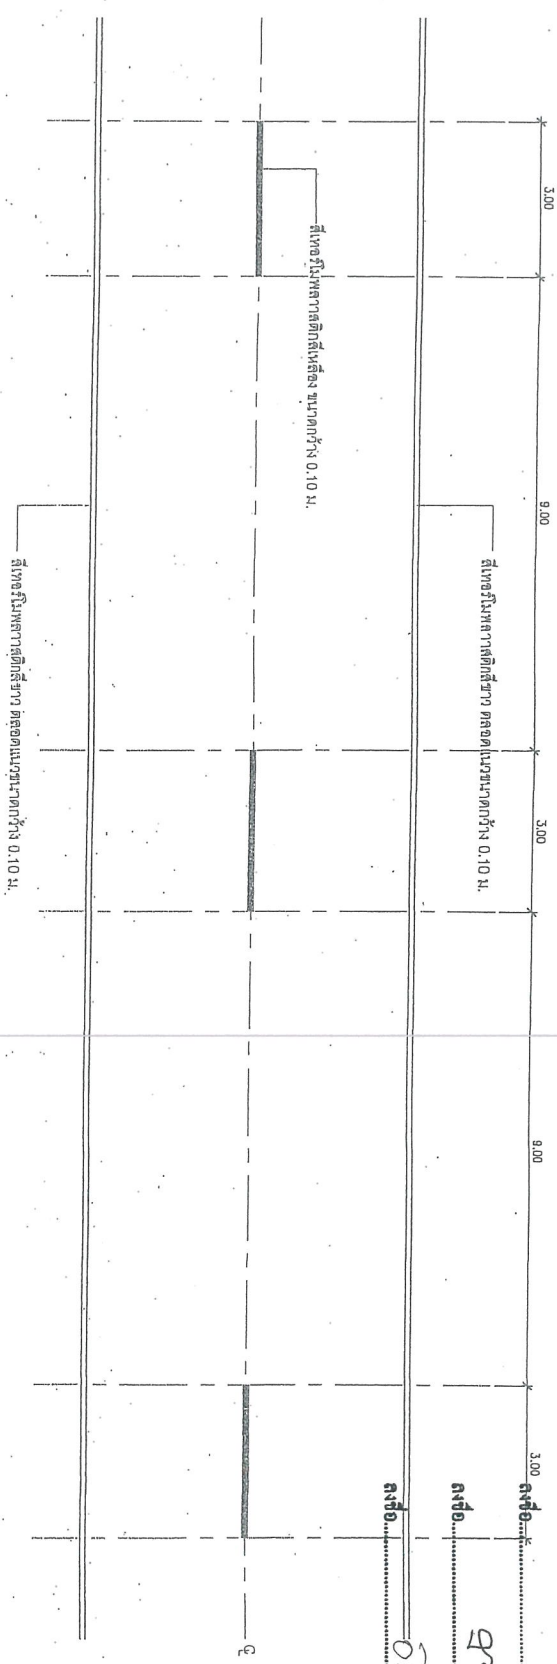 3.00
9.00
3.00
9.00
3.00
สีเทอร์โมพลาสติกสีขาว ตลอดแนวขนาดกว้าง 0.10 ม.
สีเทอร์โมพลาสติกสีเหลือง ขนาดกว้าง 0.10 ม.
สีเทอร์โมพลาสติกสีขาว ตลอดแนวขนาดกว้าง 0.10 ม.
ลงชื่อ
ลงชื่อ
ลงชื่อ